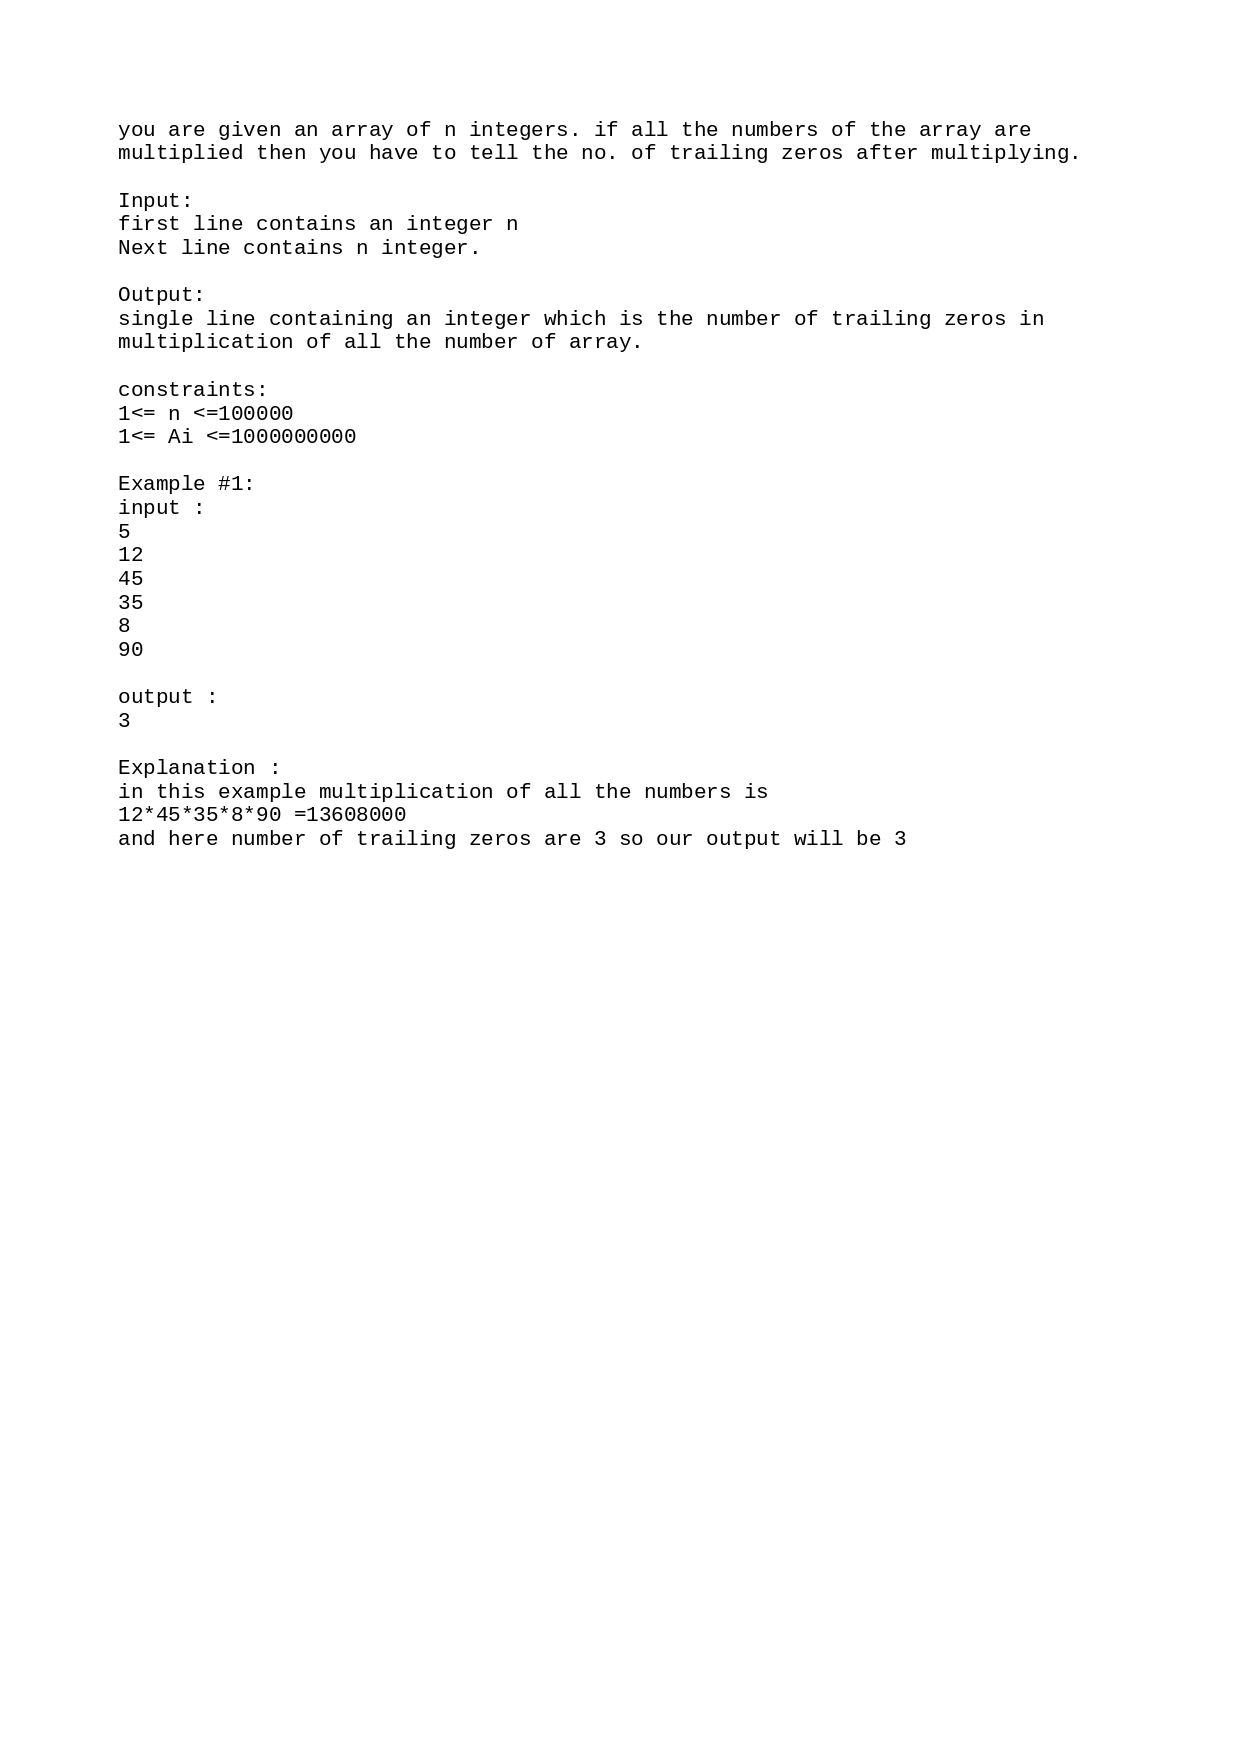 you are given an array of n integers. if all the numbers of the array are
multiplied then you have to tell the no. of trailing zeros after multiplying.
Input:
first line contains an integer n
Next line contains n integer.
Output:
single line containing an integer which is the number of trailing zeros in
multiplication of all the number of array.
constraints:
1<= n <=100000
1<= Ai <=1000000000
Example #1:
input :
5
12
45
35
8
90
output :
3
Explanation :
in this example multiplication of all the numbers is
12*45*35*8*90 =13608000
and here number of trailing zeros are 3 so our output will be 3